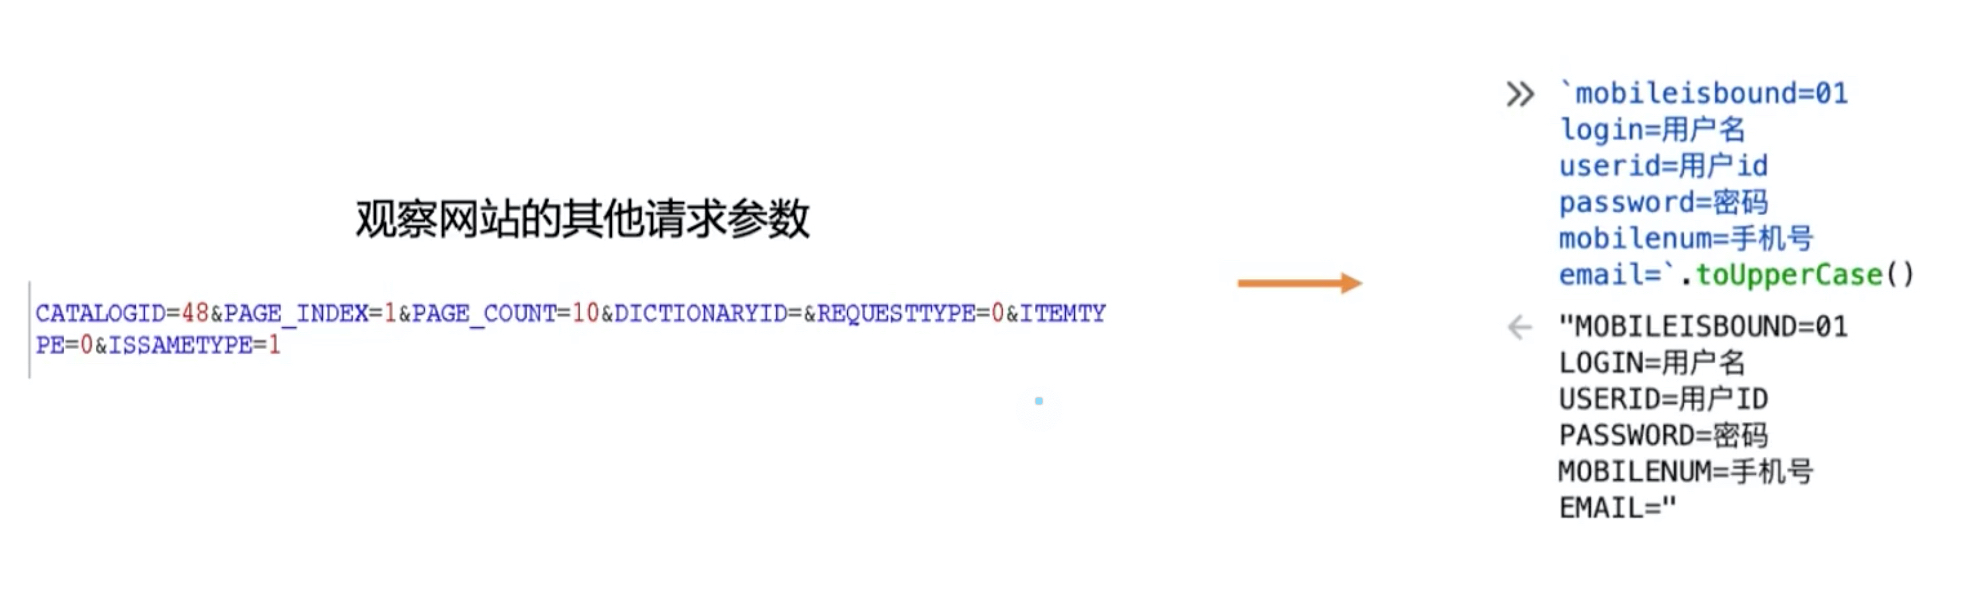 观察网站的其他请求参数
CATALOGID=48&PAGE_INDEX=1&PAGE_COUNT=10&DICTIONARYID=&REQUESTTYPE=0&ITEMTY
PE=0&ISSAMETYPE=1
>> `mobileisbound=01
login=用户名
userid=用户id
password=密码
mobilenum=手机号
email=`.toUpperCase()
← "MOBILEISBOUND=01
LOGIN=用户名
USERID=用户ID
PASSWORD=密码
MOBILENUM=手机号
EMAIL="